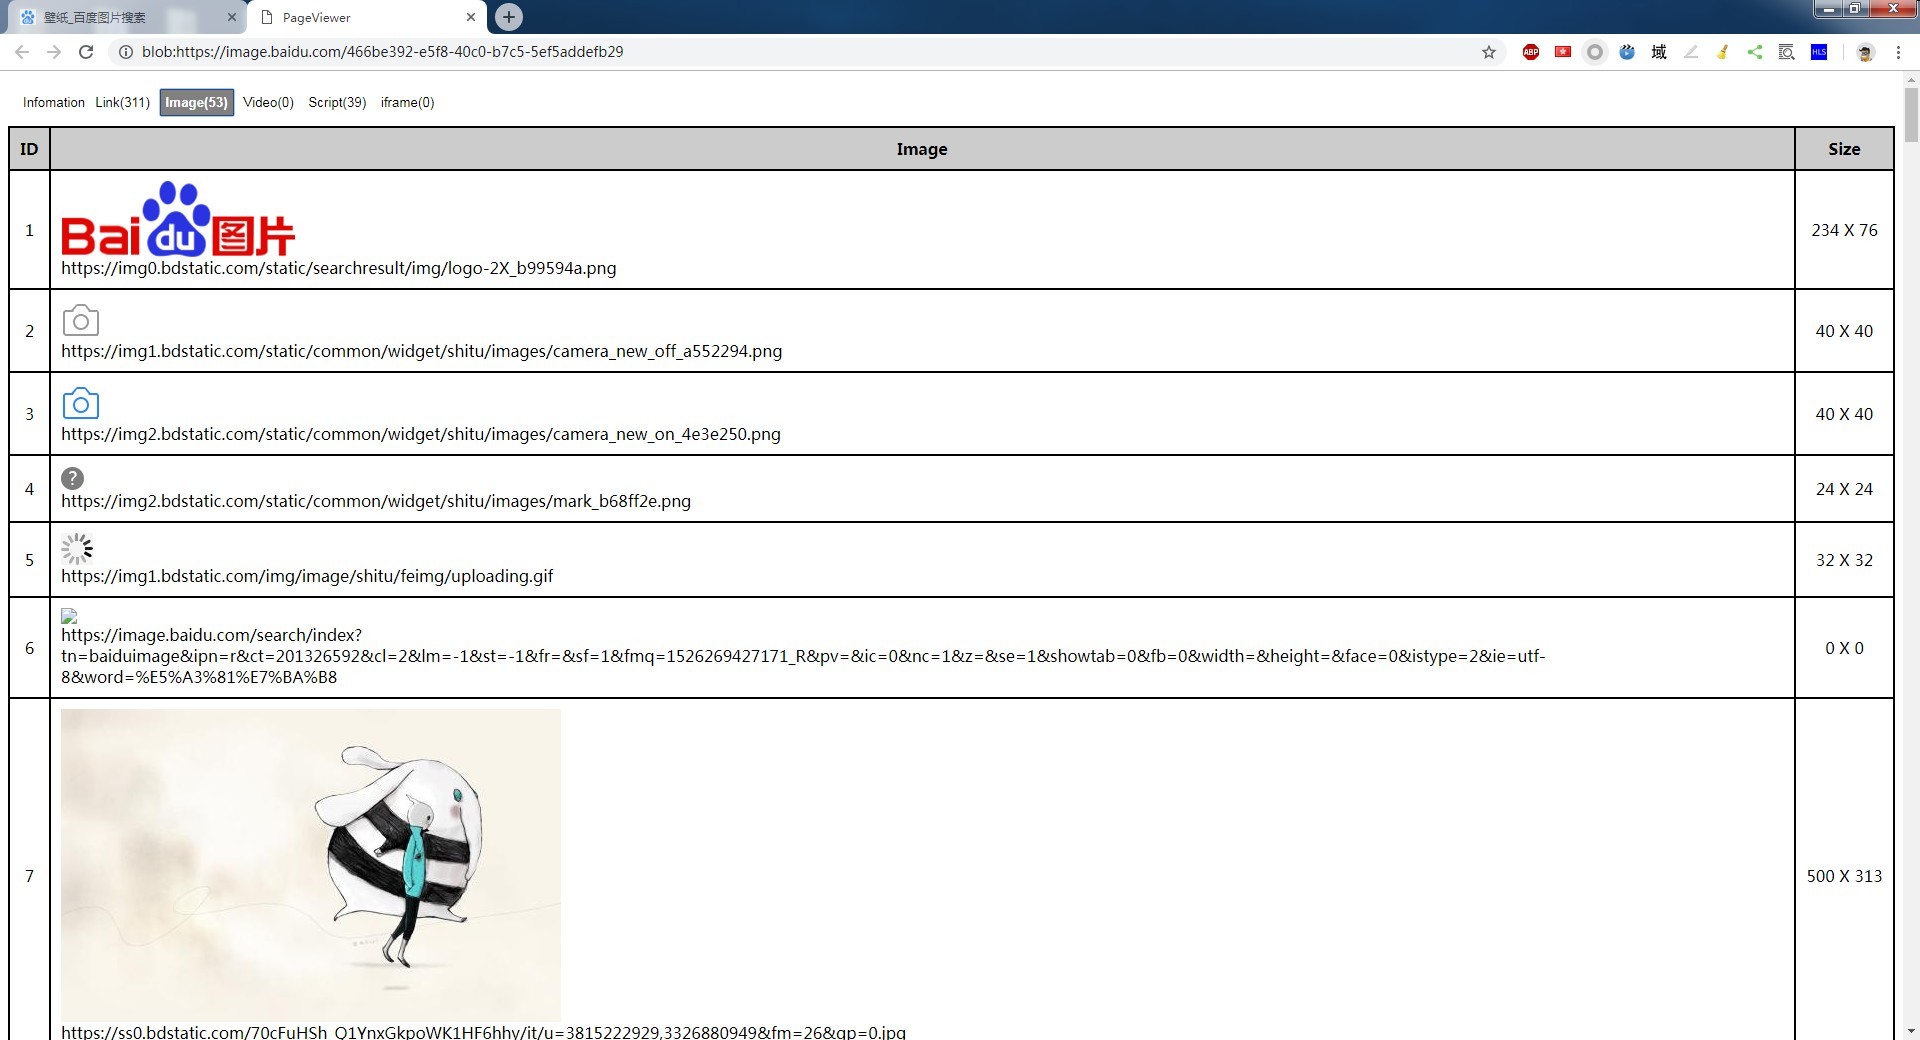 壁纸_百度图片搜索
PageViewer
blob:https://image.baidu.com/466be392-e5f8-40c0-b7c5-5ef5addefb29
ABP
域
HLS
Infomation Link(311) Image(53) Video(0) Script(39) iframe(0)
ID Image Size
Bai du 图片
1 234 X 76
https://img0.bdstatic.com/static/searchresult/img/logo-2X_b99594a.png
2 40 X 40
https://img1.bdstatic.com/static/common/widget/shitu/images/camera_new_off_a552294.png
3 40 X 40
https://img2.bdstatic.com/static/common/widget/shitu/images/camera_new_on_4e3e250.png
?
4 24 X 24
https://img2.bdstatic.com/static/common/widget/shitu/images/mark_b68ff2e.png
5 32 X 32
https://img1.bdstatic.com/img/image/shitu/feimg/uploading.gif
https://image.baidu.com/search/index?
6 tn=baiduimage&ipn=r&ct=201326592&cl=2&lm=-1&st=-1&fr=&sf=1&fmq=1526269427171_R&pv=&ic=0&nc=1&z=&se=1&showtab=0&fb=0&width=&height=&face=0&istype=2&ie=utf- 0 X 0
8&word=%E5%A3%81%E7%BA%B8
7 500 X 313
https://ss0.bdstatic.com/70cFuHSh_Q1YnxGkpoWK1HF6hhy/it/u=3815222929,3326880949&fm=26&gp=0.jpg